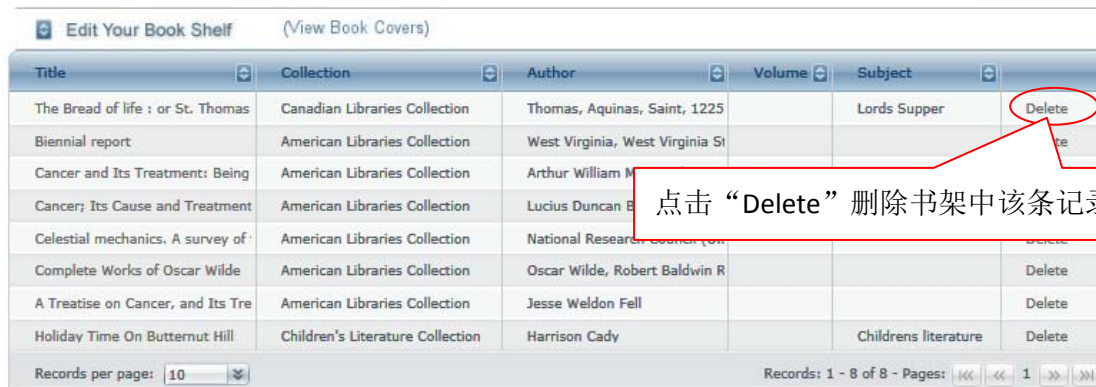 Edit Your Book Shelf (View Book Covers)
Title Collection Author Volume Subject
The Bread of life : or St. Thomas Canadian Libraries Collection Thomas, Aquinas, Saint, 1225 Lords Supper Delete
Biennial report American Libraries Collection West Virginia, West Virginia
Cancer and Its Treatment: Being American Libraries Collection Arthur William
Cancer; Its Cause and Treatment American Libraries Collection Lucius Duncan
点击“Delete”删除书架中该条记录
Celestial mechanics. A survey of American Libraries Collection National Research Council Delete
Complete Works of Oscar Wilde American Libraries Collection Oscar Wilde, Robert Baldwin R Delete
A Treatise on Cancer, and Its Tre American Libraries Collection Jesse Weldon Fell Delete
Holiday Time On Butternut Hill Children's Literature Collection Harrison Cady Childrens literature Delete
Records per page: 10 Records: 1 - 8 of 8 - Pages: 1